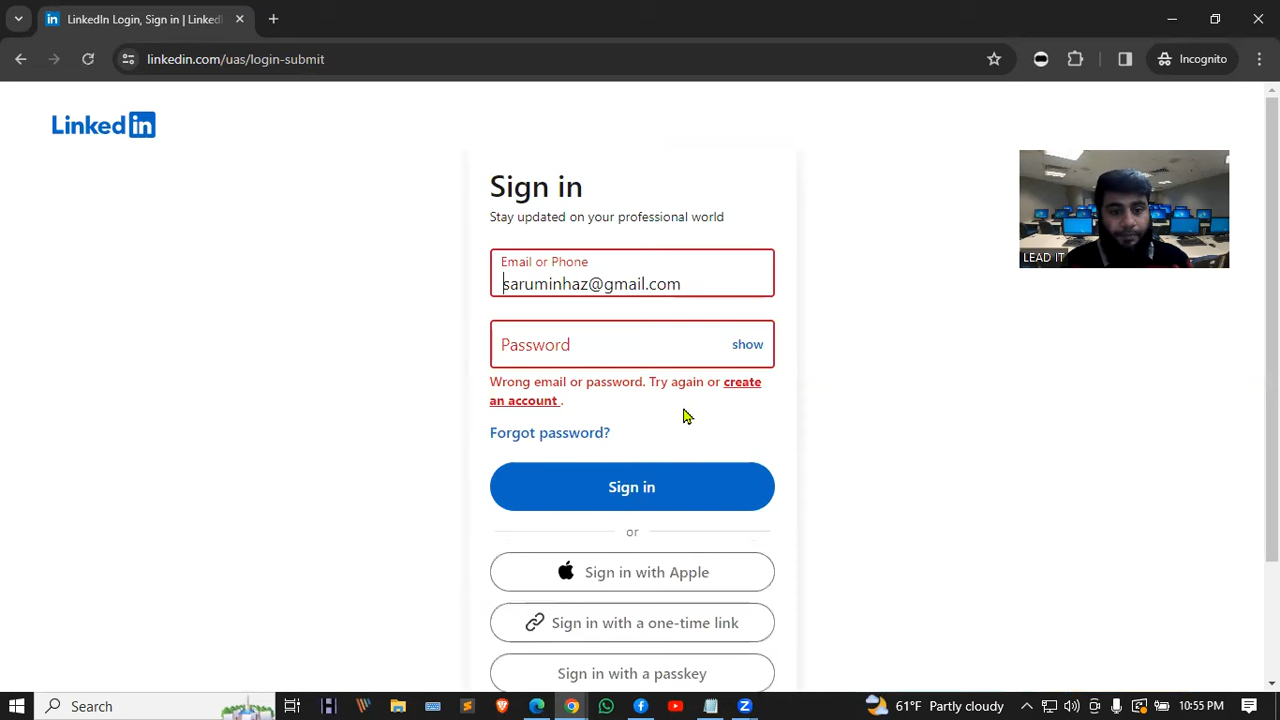 LinkedIn Login, Sign in | Linked
linkedin.com/uas/login-submit
Incognito
Linked in
Sign in
Stay updated on your professional world
Email or Phone
saruminhaz@gmail.com
Password
show
Wrong email or password. Try again or create
an account .
Forgot password?
Sign in
or
Sign in with Apple
Sign in with a one-time link
Sign in with a passkey
LEAD IT
Search
61°F Partly cloudy
10:55 PM